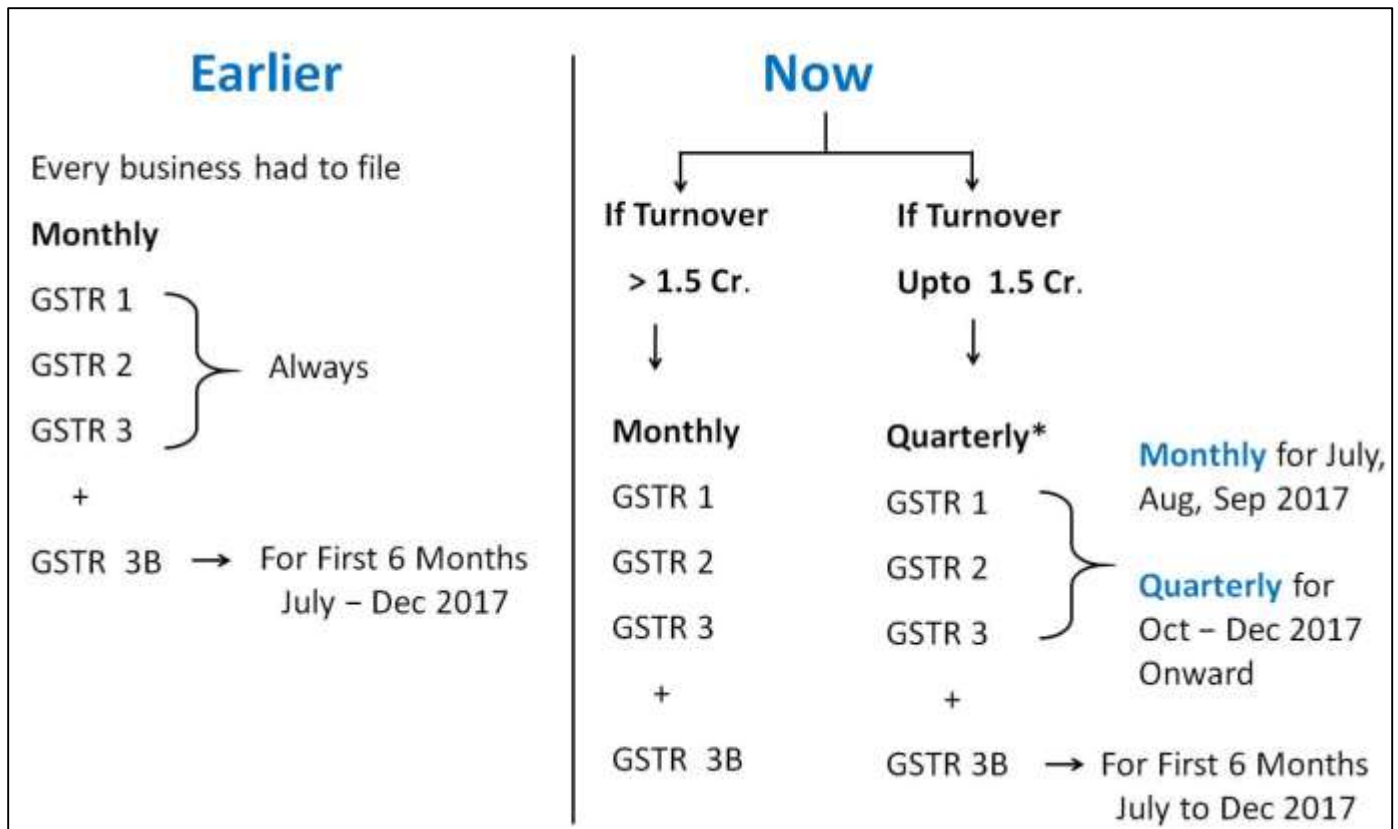 Earlier
Every business had to file
Monthly
GSTR 1
GSTR 2
GSTR 3
Always
+
GSTR 3B → For First 6 Months
July – Dec 2017
Now
If Turnover
> 1.5 Cr.
Monthly
GSTR 1
GSTR 2
GSTR 3
+
GSTR 3B
If Turnover
Upto 1.5 Cr.
Quarterly*
GSTR 1
GSTR 2
GSTR 3
Monthly for July,
Aug, Sep 2017
Quarterly for
Oct – Dec 2017
Onward
+
GSTR 3B → For First 6 Months
July to Dec 2017